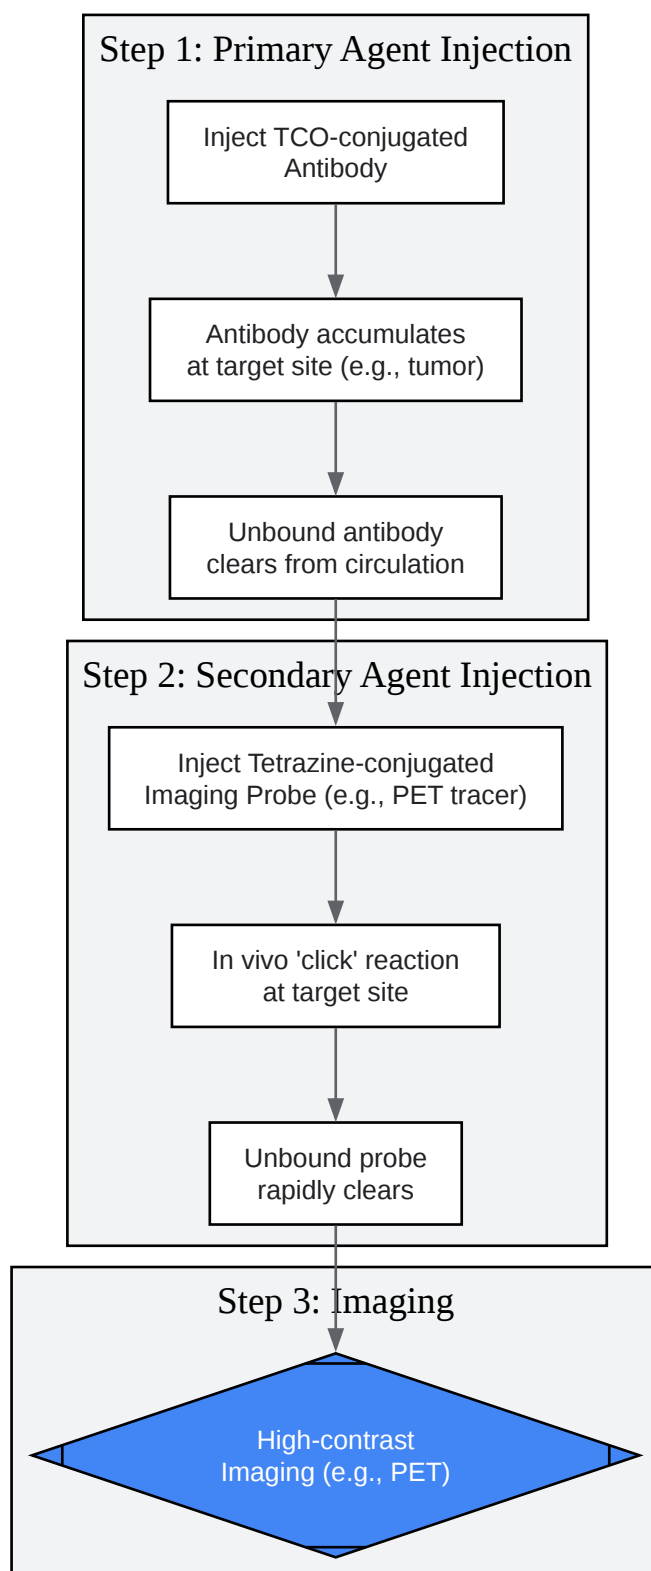 Step 1: Primary Agent Injection
Inject TCO-conjugated
Antibody
Antibody accumulates
at target site (e.g., tumor)
Unbound antibody
clears from circulation
Step 2: Secondary Agent Injection
Inject Tetrazine-conjugated
Imaging Probe (e.g., PET tracer)
In vivo 'click' reaction
at target site
Unbound probe
rapidly clears
Step 3: Imaging
High-contrast
Imaging (e.g., PET)